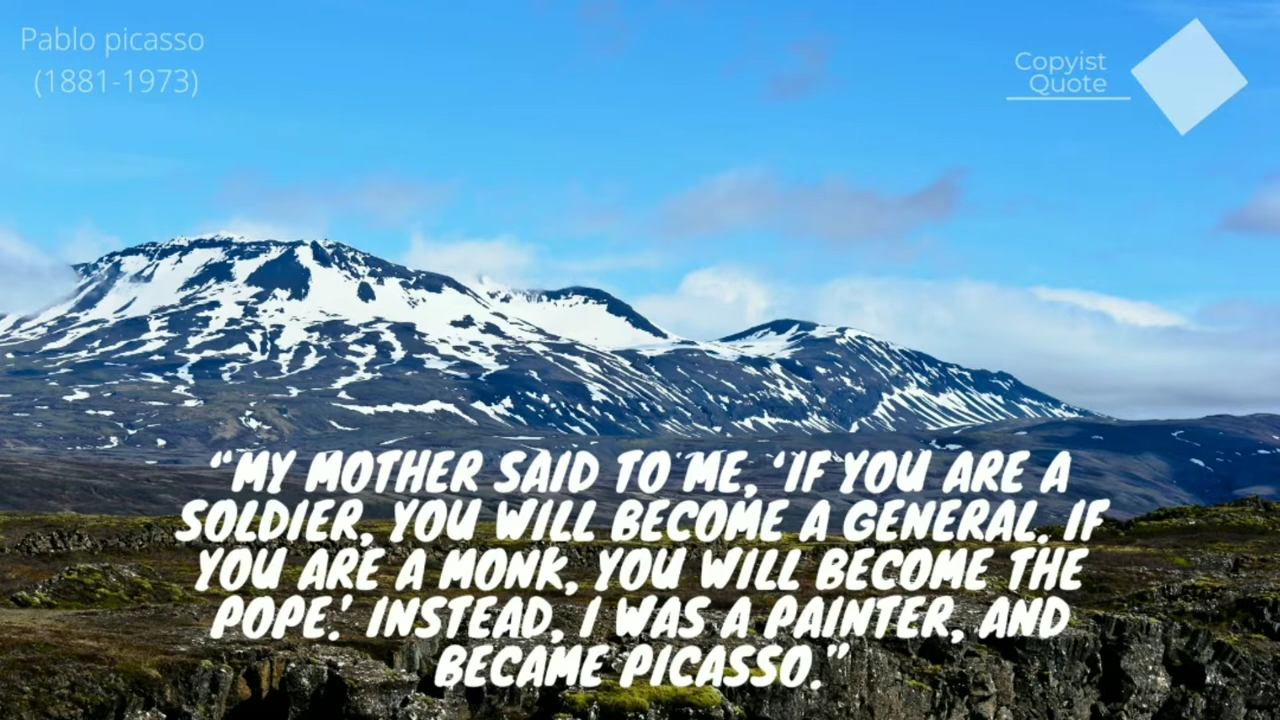 Pablo picasso
(1881-1973)
Copyist
Quote
“MY MOTHER SAID TO ME, ‘IF YOU ARE A
SOLDIER, YOU WILL BECOME A GENERAL. IF
YOU ARE A MONK, YOU WILL BECOME THE
POPE.’ INSTEAD, I WAS A PAINTER, AND
BECAME PICASSO.”